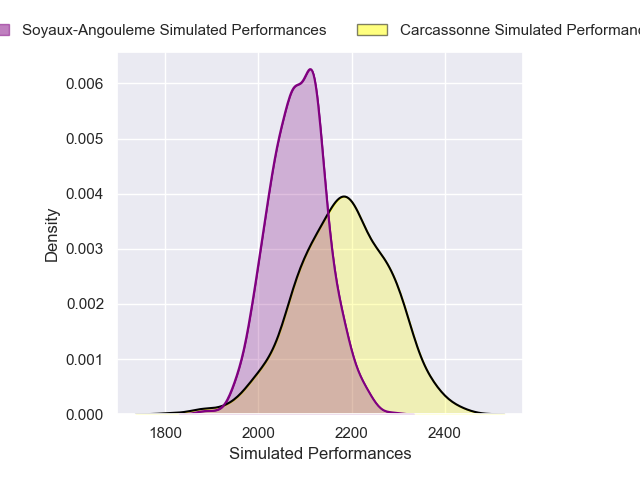 Soyaux-Angouleme Simulated Performances
Carcassonne Simulated
0.006
0.005
0.004
0.003
0.002
0.001
0.000
Density
1800 2000 2200 2400
Simulated Performances